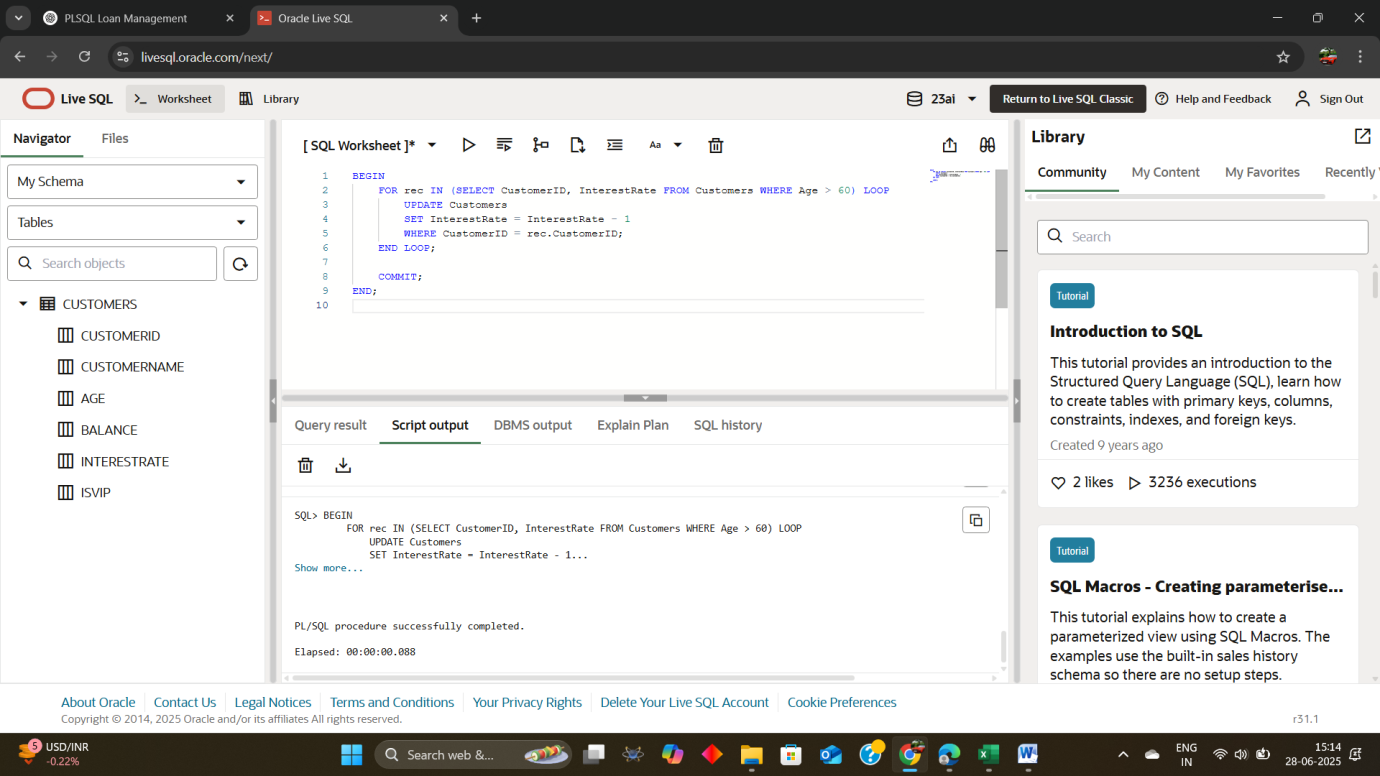 PLSQL Loan Management
Oracle Live SQL
livesql.oracle.com/next/
Live SQL
Worksheet
Library
23ai
Return to Live SQL Classic
Help and Feedback
Sign Out
Navigator
Files
My Schema
Tables
Search objects
CUSTOMERS
CUSTOMERID
CUSTOMERNAME
AGE
BALANCE
INTERESTRATE
ISVIP
[ SQL Worksheet ]*
Aa
1 BEGIN
2 FOR rec IN (SELECT CustomerID, InterestRate FROM Customers WHERE Age > 60) LOOP
3 UPDATE Customers
4 SET InterestRate = InterestRate - 1
5 WHERE CustomerID = rec.CustomerID;
6 END LOOP;
7
8 COMMIT;
9 END;
10
Query result
Script output
DBMS output
Explain Plan
SQL history
SQL> BEGIN
FOR rec IN (SELECT CustomerID, InterestRate FROM Customers WHERE Age > 60) LOOP
UPDATE Customers
SET InterestRate = InterestRate - 1...
Show more...
PL/SQL procedure successfully completed.
Elapsed: 00:00:00.088
Library
Community
My Content
My Favorites
Recently
Search
Tutorial
Introduction to SQL
This tutorial provides an introduction to the
Structured Query Language (SQL), learn how
to create tables with primary keys, columns,
constraints, indexes, and foreign keys.
Created 9 years ago
2 likes
3236 executions
Tutorial
SQL Macros - Creating parameterise...
This tutorial explains how to create a
parameterized view using SQL Macros. The
examples use the built-in sales history
schema so there are no setup steps.
About Oracle
Contact Us
Legal Notices
Terms and Conditions
Your Privacy Rights
Delete Your Live SQL Account
Cookie Preferences
Copyright © 2014, 2025 Oracle and/or its affiliates All rights reserved.
r31.1
5
USD/INR
-0.22%
Search web &...
ENG
IN
15:14
28-06-2025